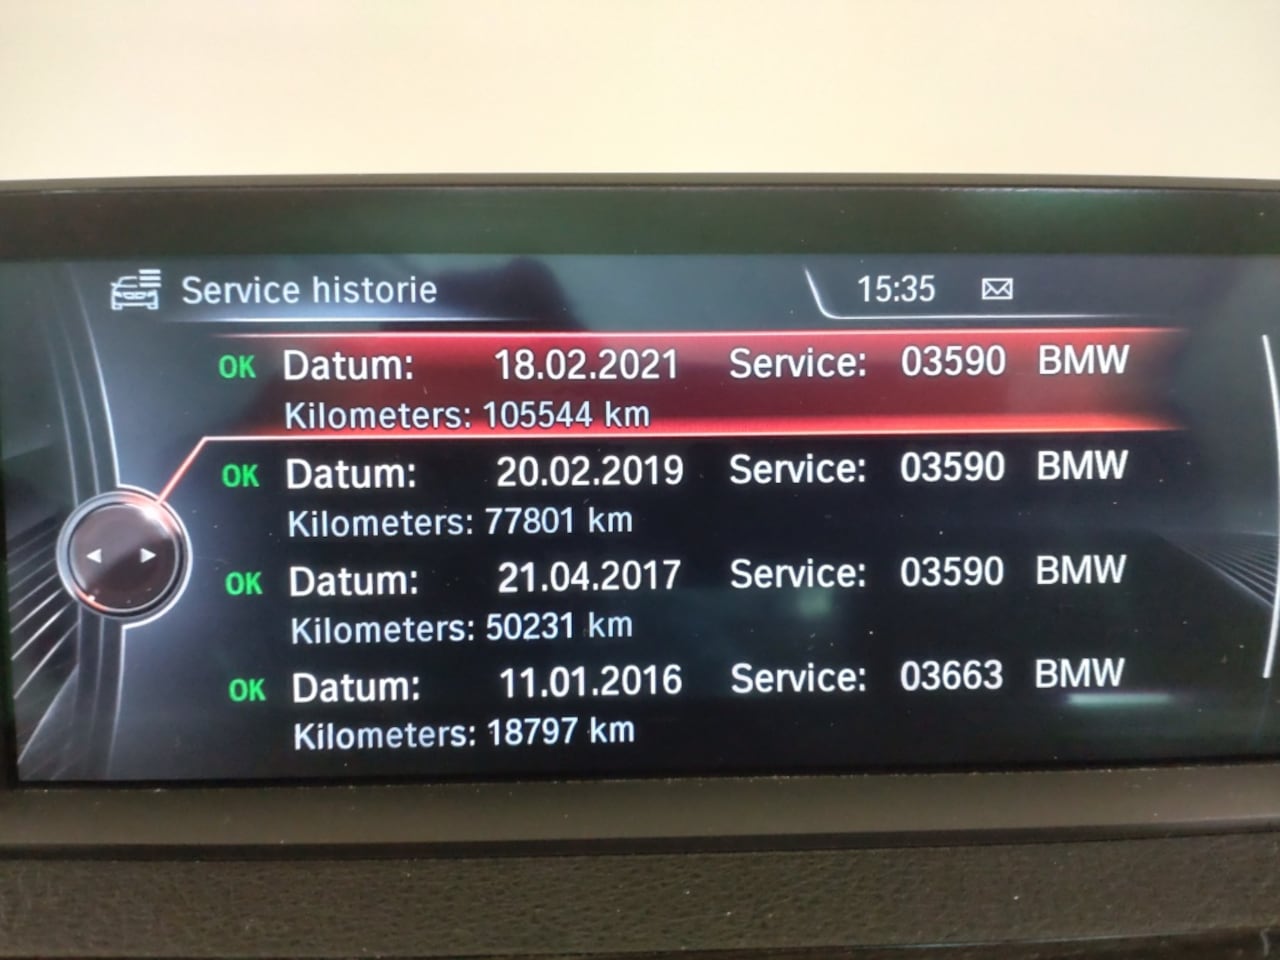 Service historie 15:35
OK Datum: 18.02.2021 Service: 03590 BMW
Kilometers: 105544 km
OK Datum: 20.02.2019 Service: 03590 BMW
Kilometers: 77801 km
OK Datum: 21.04.2017 Service: 03590 BMW
Kilometers: 50231 km
OK Datum: 11.01.2016 Service: 03663 BMW
Kilometers: 18797 km